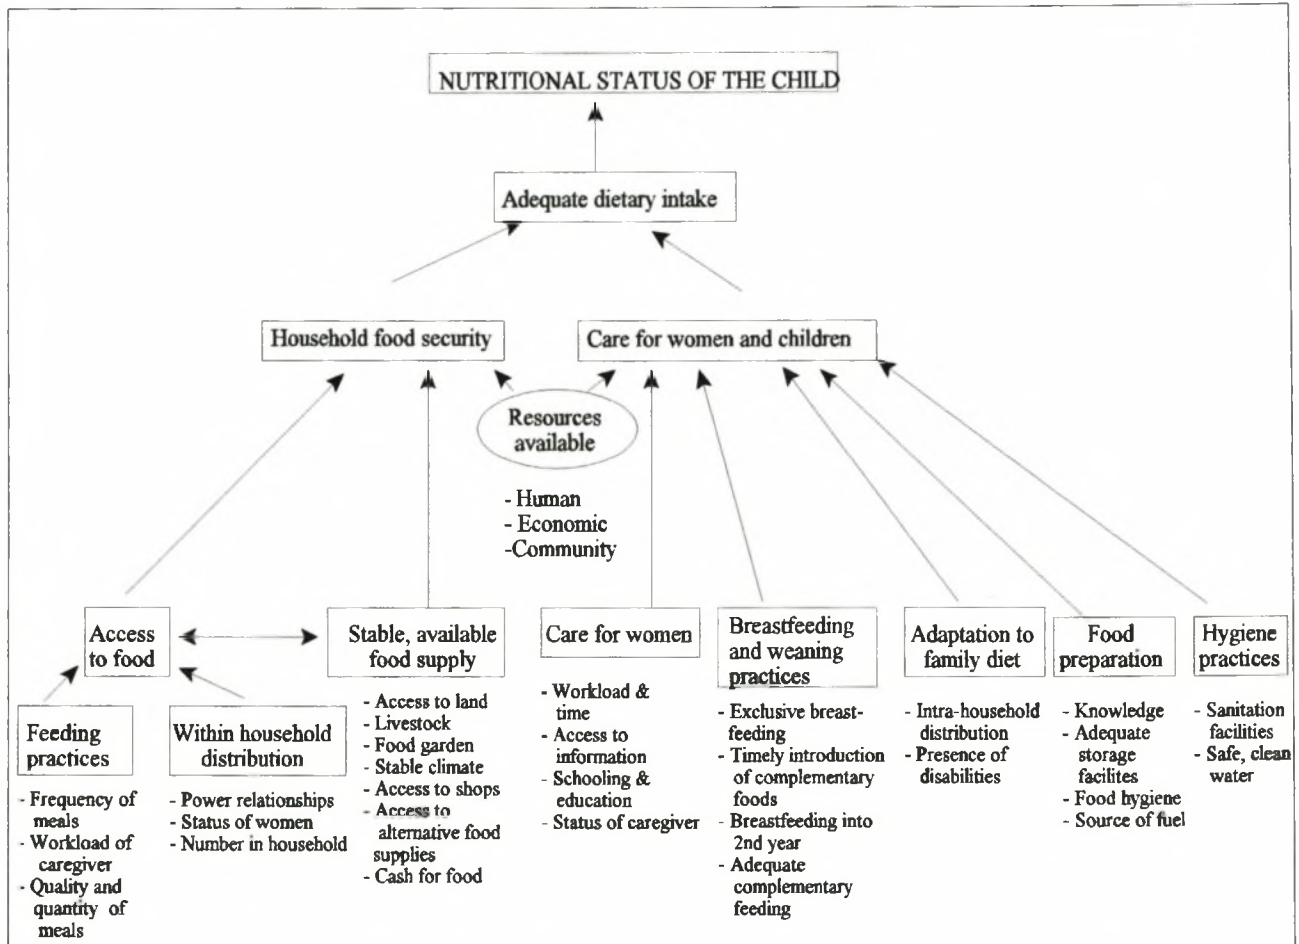 NUTRITIONAL STATUS OF THE CHILD
Adequate dietary intake
Household food security
Care for women and children
Resources
available
- Human
- Economic
-Community
Access
to food
Stable, available
food supply
- Access to land
- Livestock
- Food garden
- Stable climate
- Access to shops
- Access to
alternative food
supplies
- Cash for food
Care for women
- Workload &
time
- Access to
information
- Schooling &
education
- Status of caregiver
Breastfeeding
and weaning
practices
- Exclusive breast-
feeding
- Timely introduction
of complementary
foods
- Breastfeeding into
2nd year
- Adequate
complementary
feeding
Adaptation to
family diet
- Intra-household
distribution
- Presence of
disabilities
Food
preparation
- Knowledge
- Adequate
storage
facilites
- Food hygiene
- Source of fuel
Hygiene
practices
- Sanitation
facilities
- Safe, clean
water
Feeding
practices
- Frequency of
meals
- Workload of
caregiver
- Quality and
quantity of
meals
Within household
distribution
- Power relationships
- Status of women
- Number in household